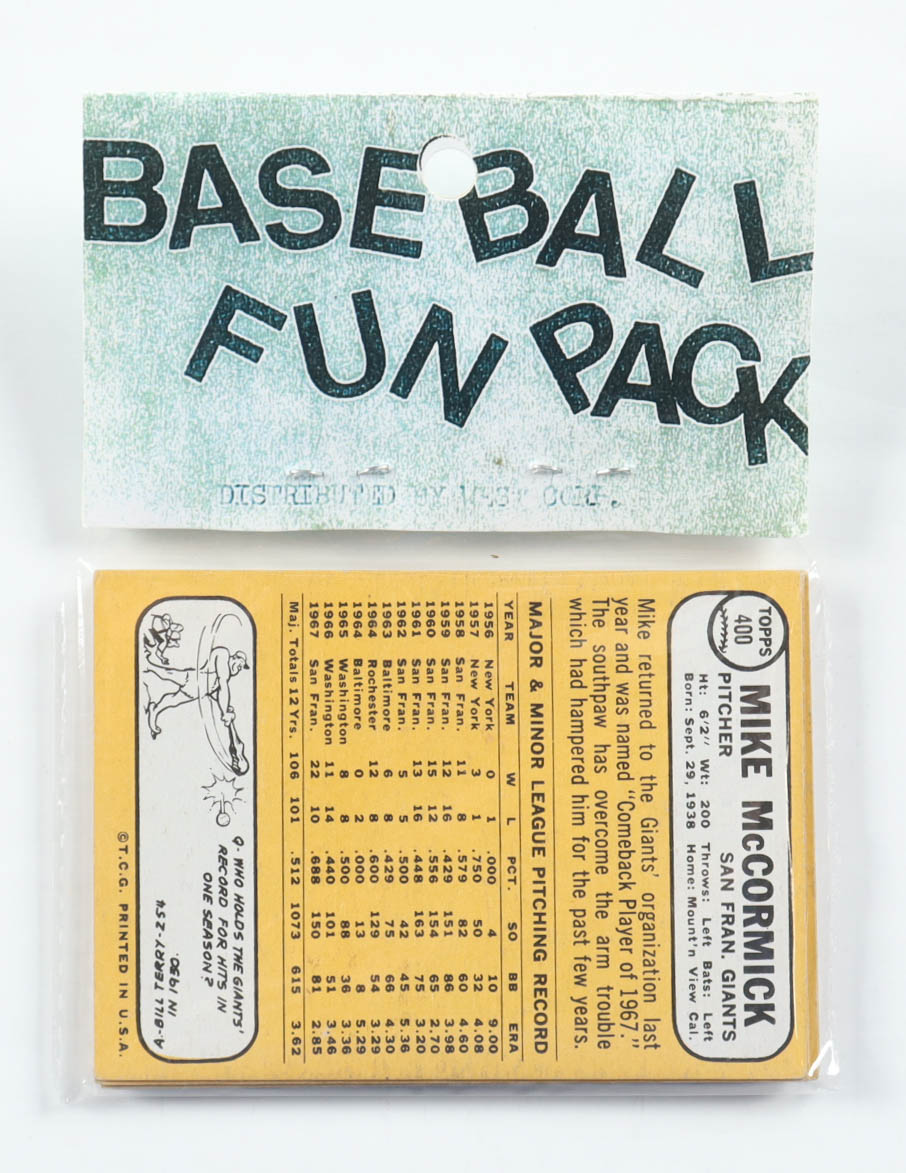 BASEBALL
FUN PACK
DISTRIBUTED BY CORP.
TOPPS
400
MIKE McCORMICK
PITCHER SAN FRAN. GIANTS
Ht: 6'2" Wt: 200 Throws: Left Bats: Left
Born: Sept. 29, 1938 Home: Mount'n View Cal.
Mike returned to the Giants' organization last
year and was named "Comeback Player of 1967."
The southpaw has overcome the arm trouble
which had hampered him for the past few years.
MAJOR & MINOR LEAGUE PITCHING RECORD
YEAR TEAM W L PCT. SO BB ERA
1956 New York 0 1 .000 4 10 9.00
1957 New York 3 1 .750 50 32 4.08
1958 San Fran. 11 8 .579 82 60 4.60
1959 San Fran. 12 16 .429 151 86 3.98
1960 San Fran. 15 12 .556 154 65 2.70
1961 San Fran. 13 16 .448 163 75 3.20
1962 San Fran. 5 5 .500 42 45 5.36
1963 Baltimore 6 8 .429 75 66 4.30
1964 Rochester 12 8 .600 129 54 3.29
1964 Baltimore 0 2 .000 13 8 5.29
1965 Washington 8 8 .500 88 36 3.36
1966 Washington 11 14 .440 101 51 3.46
1967 San Fran. 22 10 .688 150 81 2.85
Maj. Totals 12 Yrs. 106 101 .512 1073 615 3.62
Q. WHO HOLDS THE GIANTS'
RECORD FOR HITS IN
ONE SEASON?
A. BILL TERRY - 254
IN 1930.
©T.C.G. PRINTED IN U.S.A.